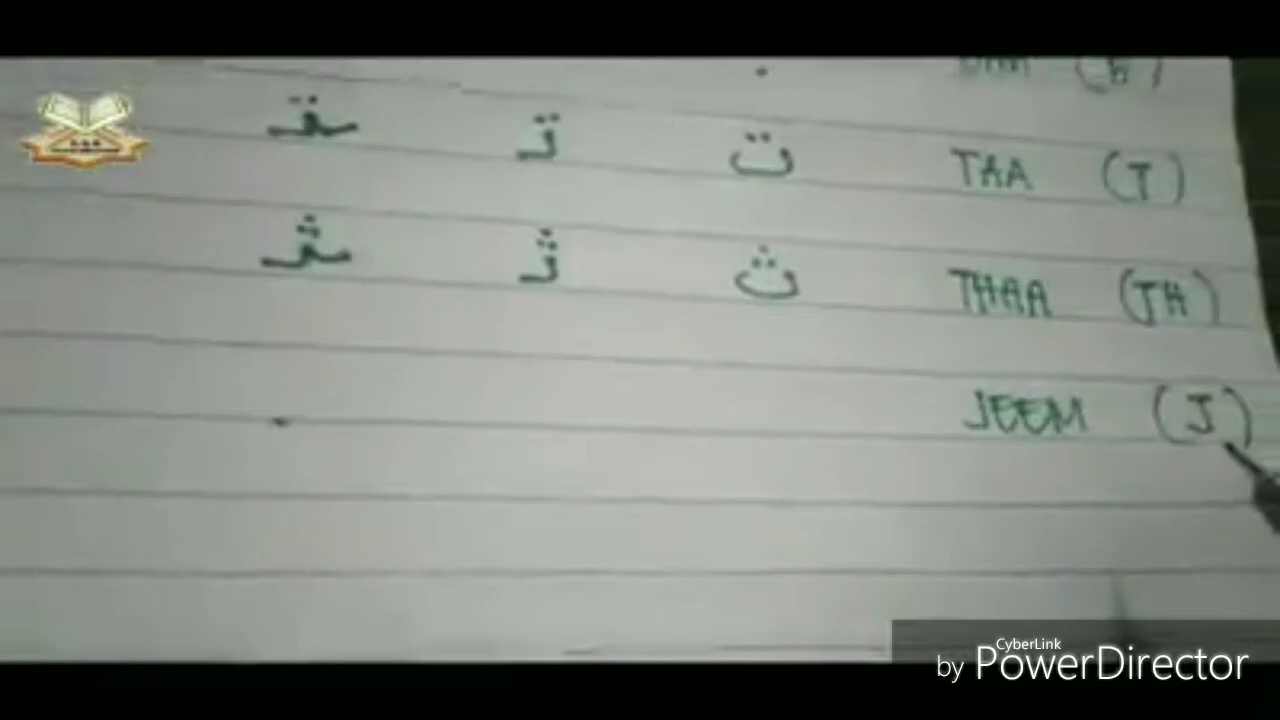 (B)
TAA (T) ت تـ ـتـ
THAA (TH) ث ثـ ـثـ
JEEM (J)
CyberLink
by PowerDirector